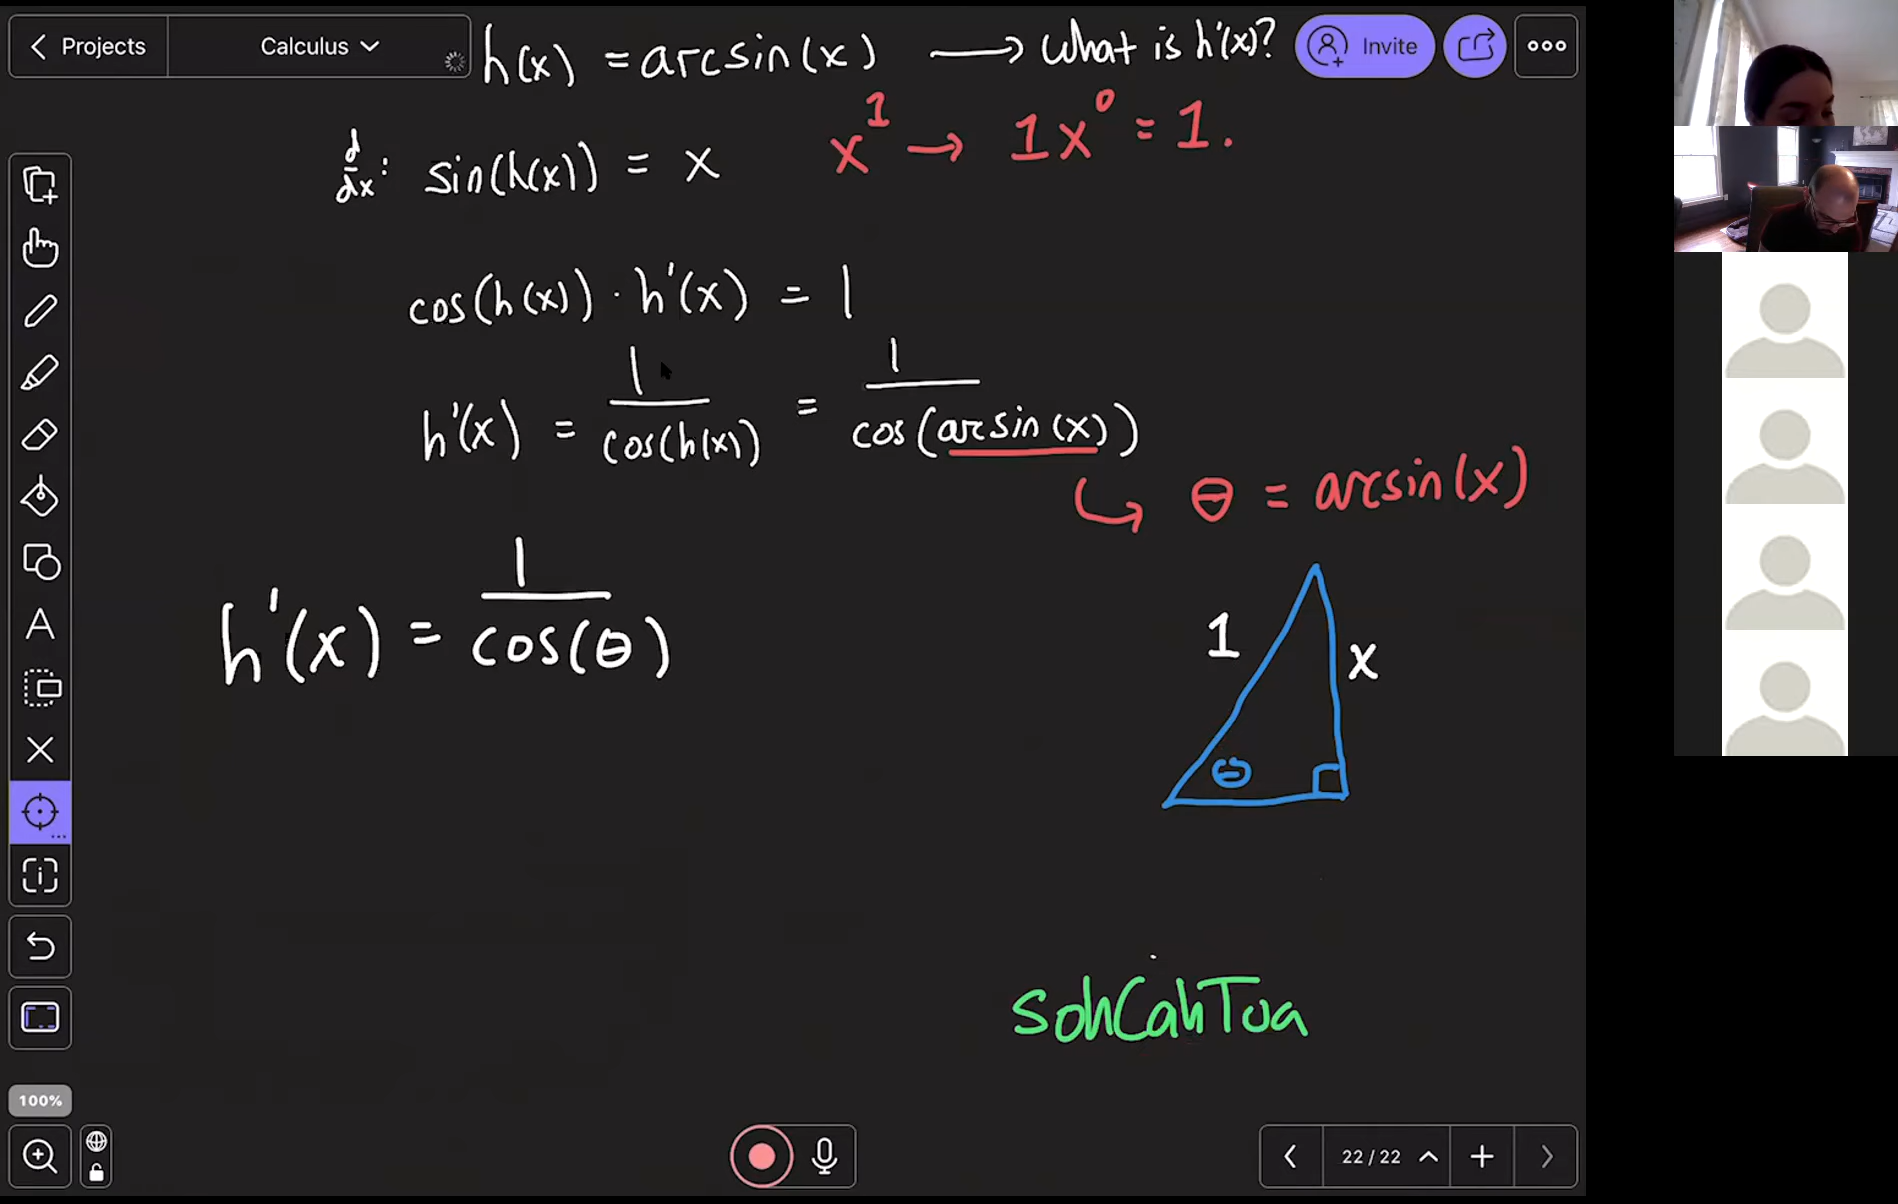 Projects
Calculus
h(x) = arcsin(x) → What is h'(x)?
Invite
x¹ → 1x⁰ = 1.
d/dx: sin(h(x)) = x
cos(h(x)) · h'(x) = 1
h'(x) = 1/cos(h(x)) = 1/cos(arcsin(x))
θ = arcsin(x)
h'(x) = 1/cos(θ)
1
x
θ
SohCahToa
100%
22/22